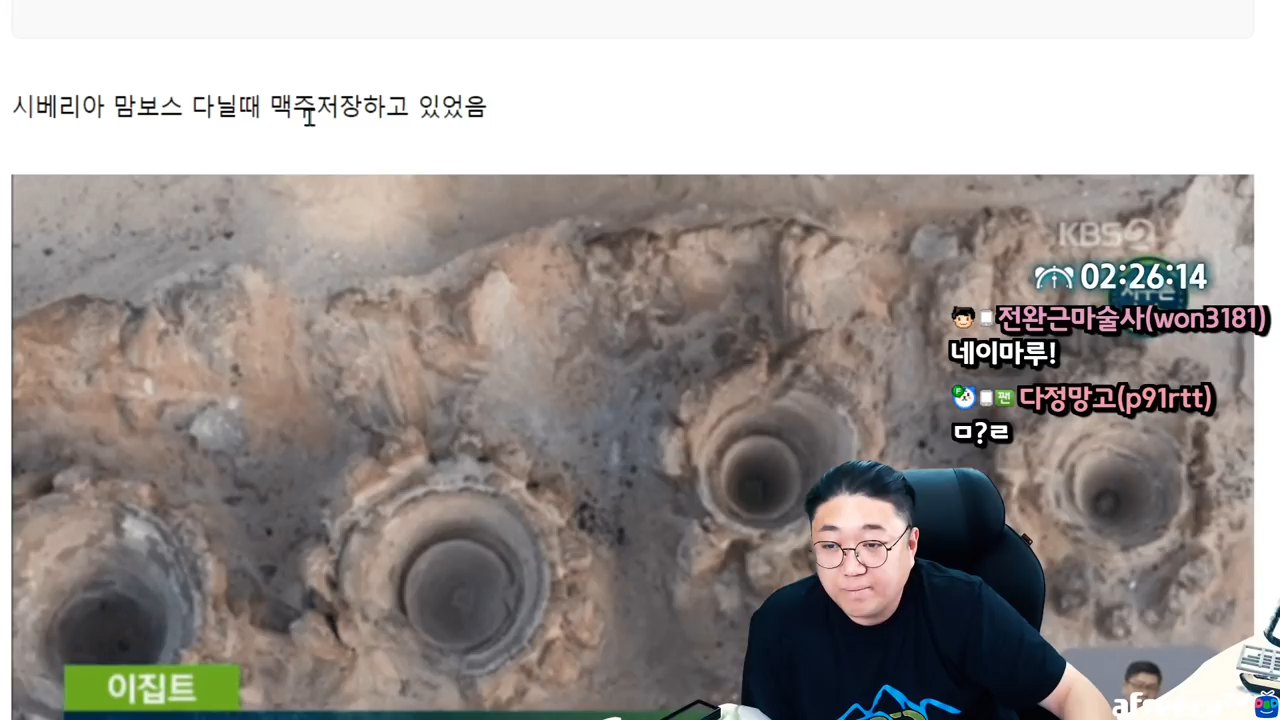 시베리아 맘보스 다닐때 맥주저장하고 있었음
KBS2
02:26:14
전완근마술사(won3181)
네이마루!
팬 다정망고(p91rtt)
ㅁ?ㄹ
이집트